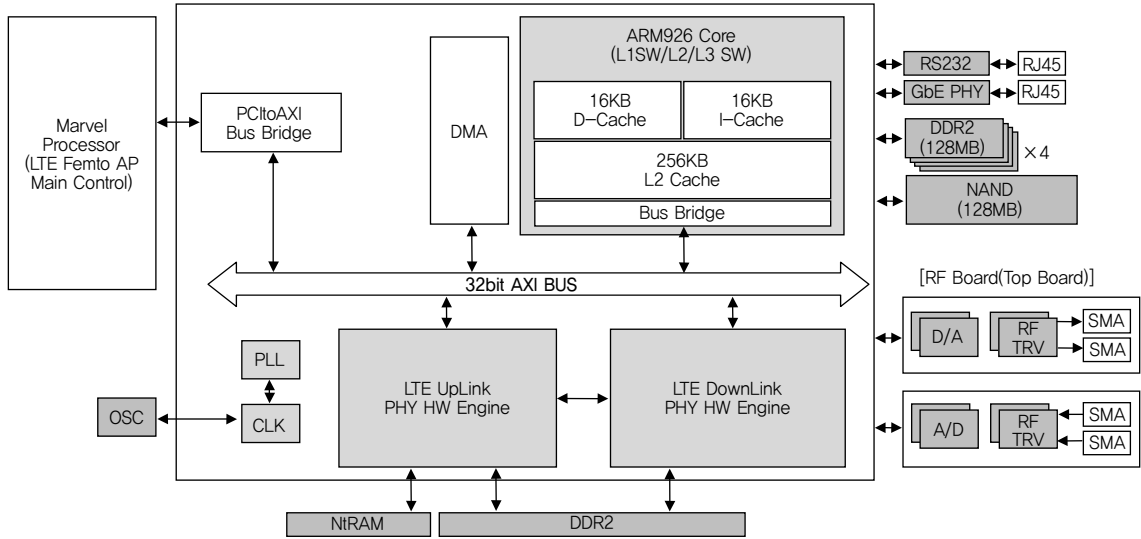 Marvel
Processor
(LTE Femto AP
Main Control)
PCItoAXI
Bus Bridge
DMA
ARM926 Core
(L1SW/L2/L3 SW)
16KB
D-Cache
16KB
I-Cache
256KB
L2 Cache
Bus Bridge
RS232
RJ45
GbE PHY
RJ45
DDR2
(128MB)
×4
NAND
(128MB)
32bit AXI BUS
[RF Board(Top Board)]
D/A
RF
TRV
SMA
SMA
PLL
CLK
OSC
LTE UpLink
PHY HW Engine
LTE DownLink
PHY HW Engine
A/D
RF
TRV
SMA
SMA
NtRAM
DDR2